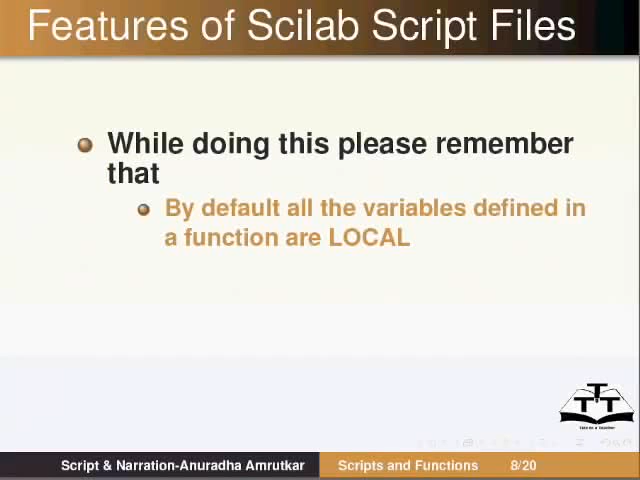 Features of Scilab Script Files
While doing this please remember
that
By default all the variables defined in
a function are LOCAL
T
T T
Script & Narration-Anuradha Amrutkar Scripts and Functions 8/20